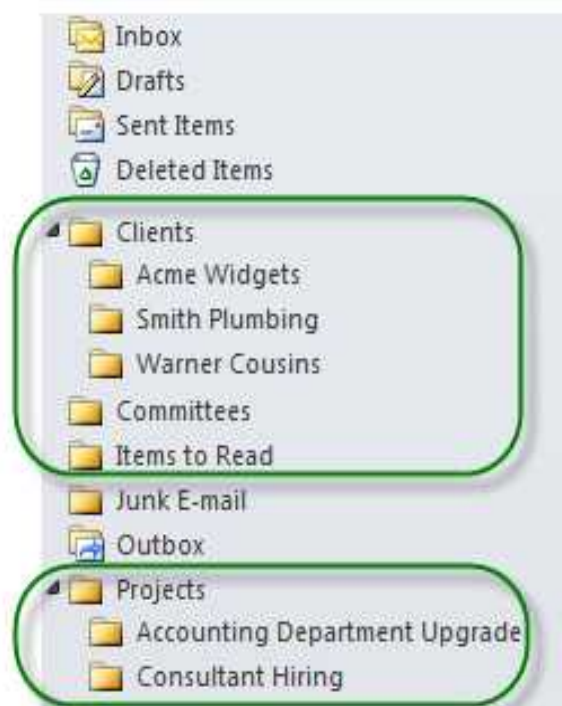 Inbox
Drafts
Sent Items
Deleted Items
Clients
Acme Widgets
Smith Plumbing
Warner Cousins
Committees
Items to Read
Junk E-mail
Outbox
Projects
Accounting Department Upgrade
Consultant Hiring